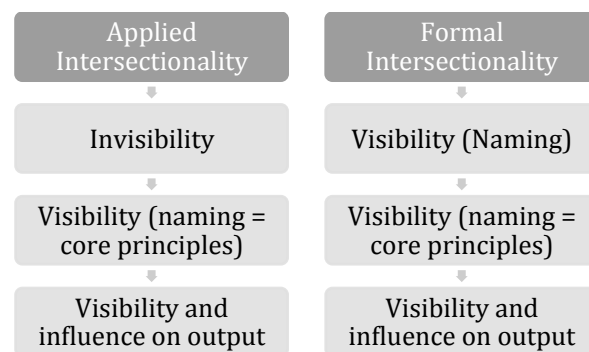 Applied
Intersectionality
Invisibility
Visibility (naming =
core principles)
Visibility and
influence on output
Formal
Intersectionality
Visibility (Naming)
Visibility (naming =
core principles)
Visibility and
influence on output